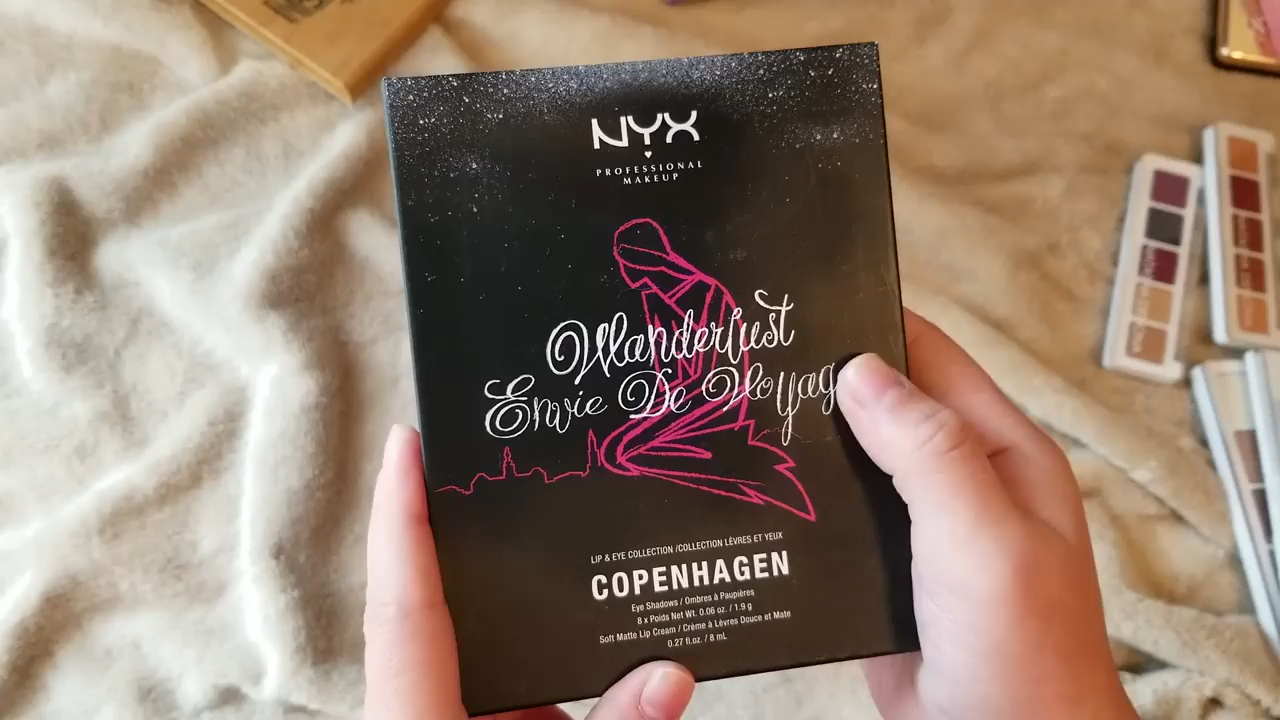 NYX
PROFESSIONAL
MAKEUP
Wanderlust
Envie De Voyag
LIP & EYE COLLECTION /COLLECTION LÈVRES ET YEUX
COPENHAGEN
Eye Shadows / Ombres à Paupières
8 x Poids Net Wt. 0.06 oz. / 1.9 g
Soft Matte Lip Cream / Crème à Lèvres Douce et Mate
0.27 fl.oz. / 8 mL